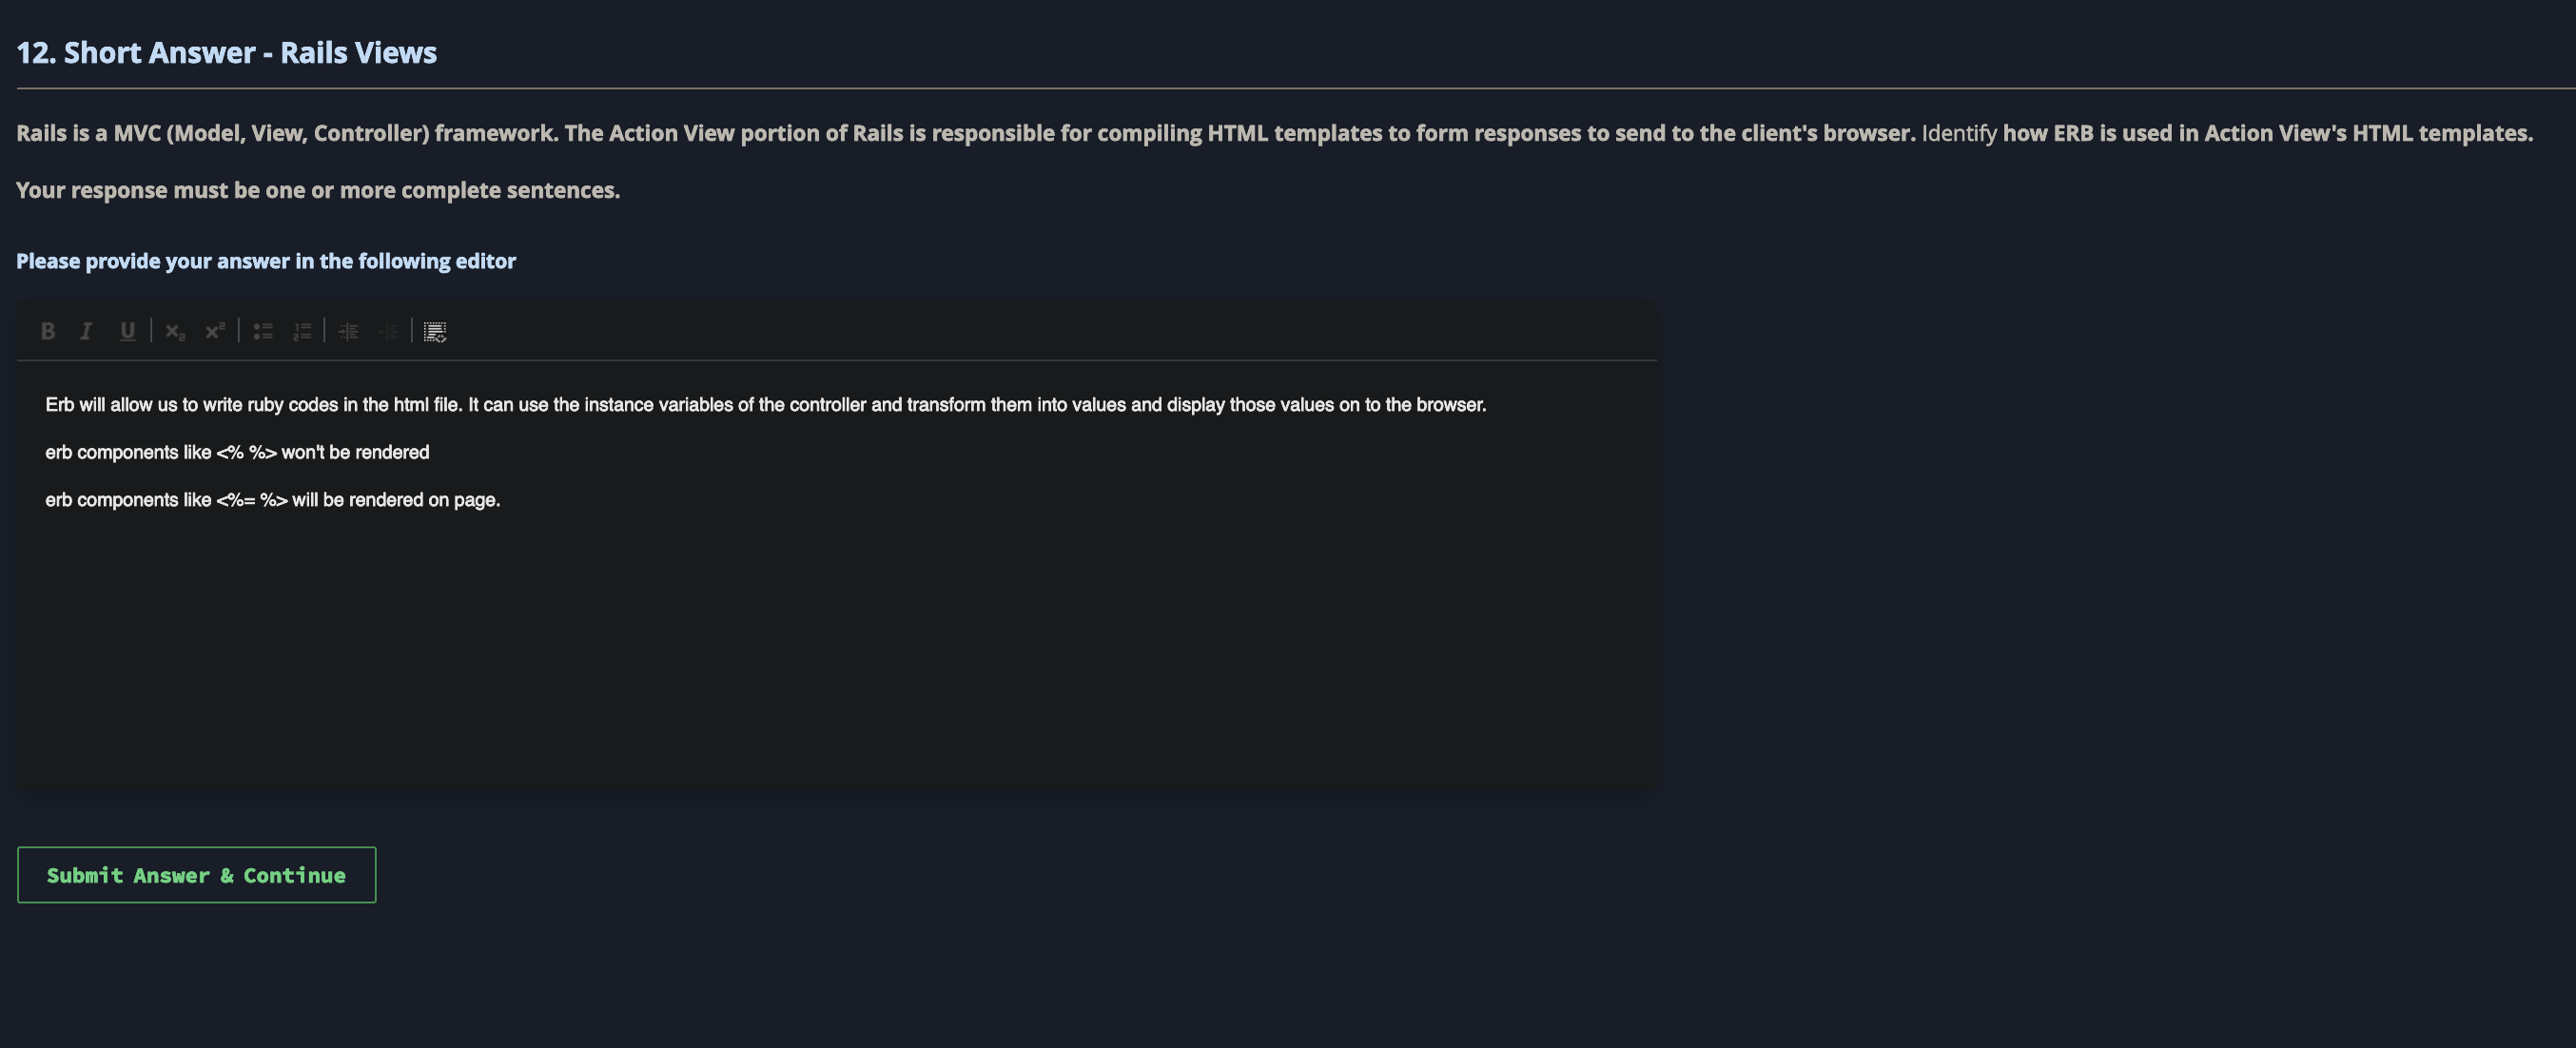 12. Short Answer - Rails Views
Rails is a MVC (Model, View, Controller) framework. The Action View portion of Rails is responsible for compiling HTML templates to form responses to send to the client's browser. Identify how ERB is used in Action View's HTML templates.
Your response must be one or more complete sentences.
Please provide your answer in the following editor
B I U x₂ x²
Erb will allow us to write ruby codes in the html file. It can use the instance variables of the controller and transform them into values and display those values on to the browser.
erb components like <% %> won't be rendered
erb components like <%= %> will be rendered on page.
Submit Answer & Continue